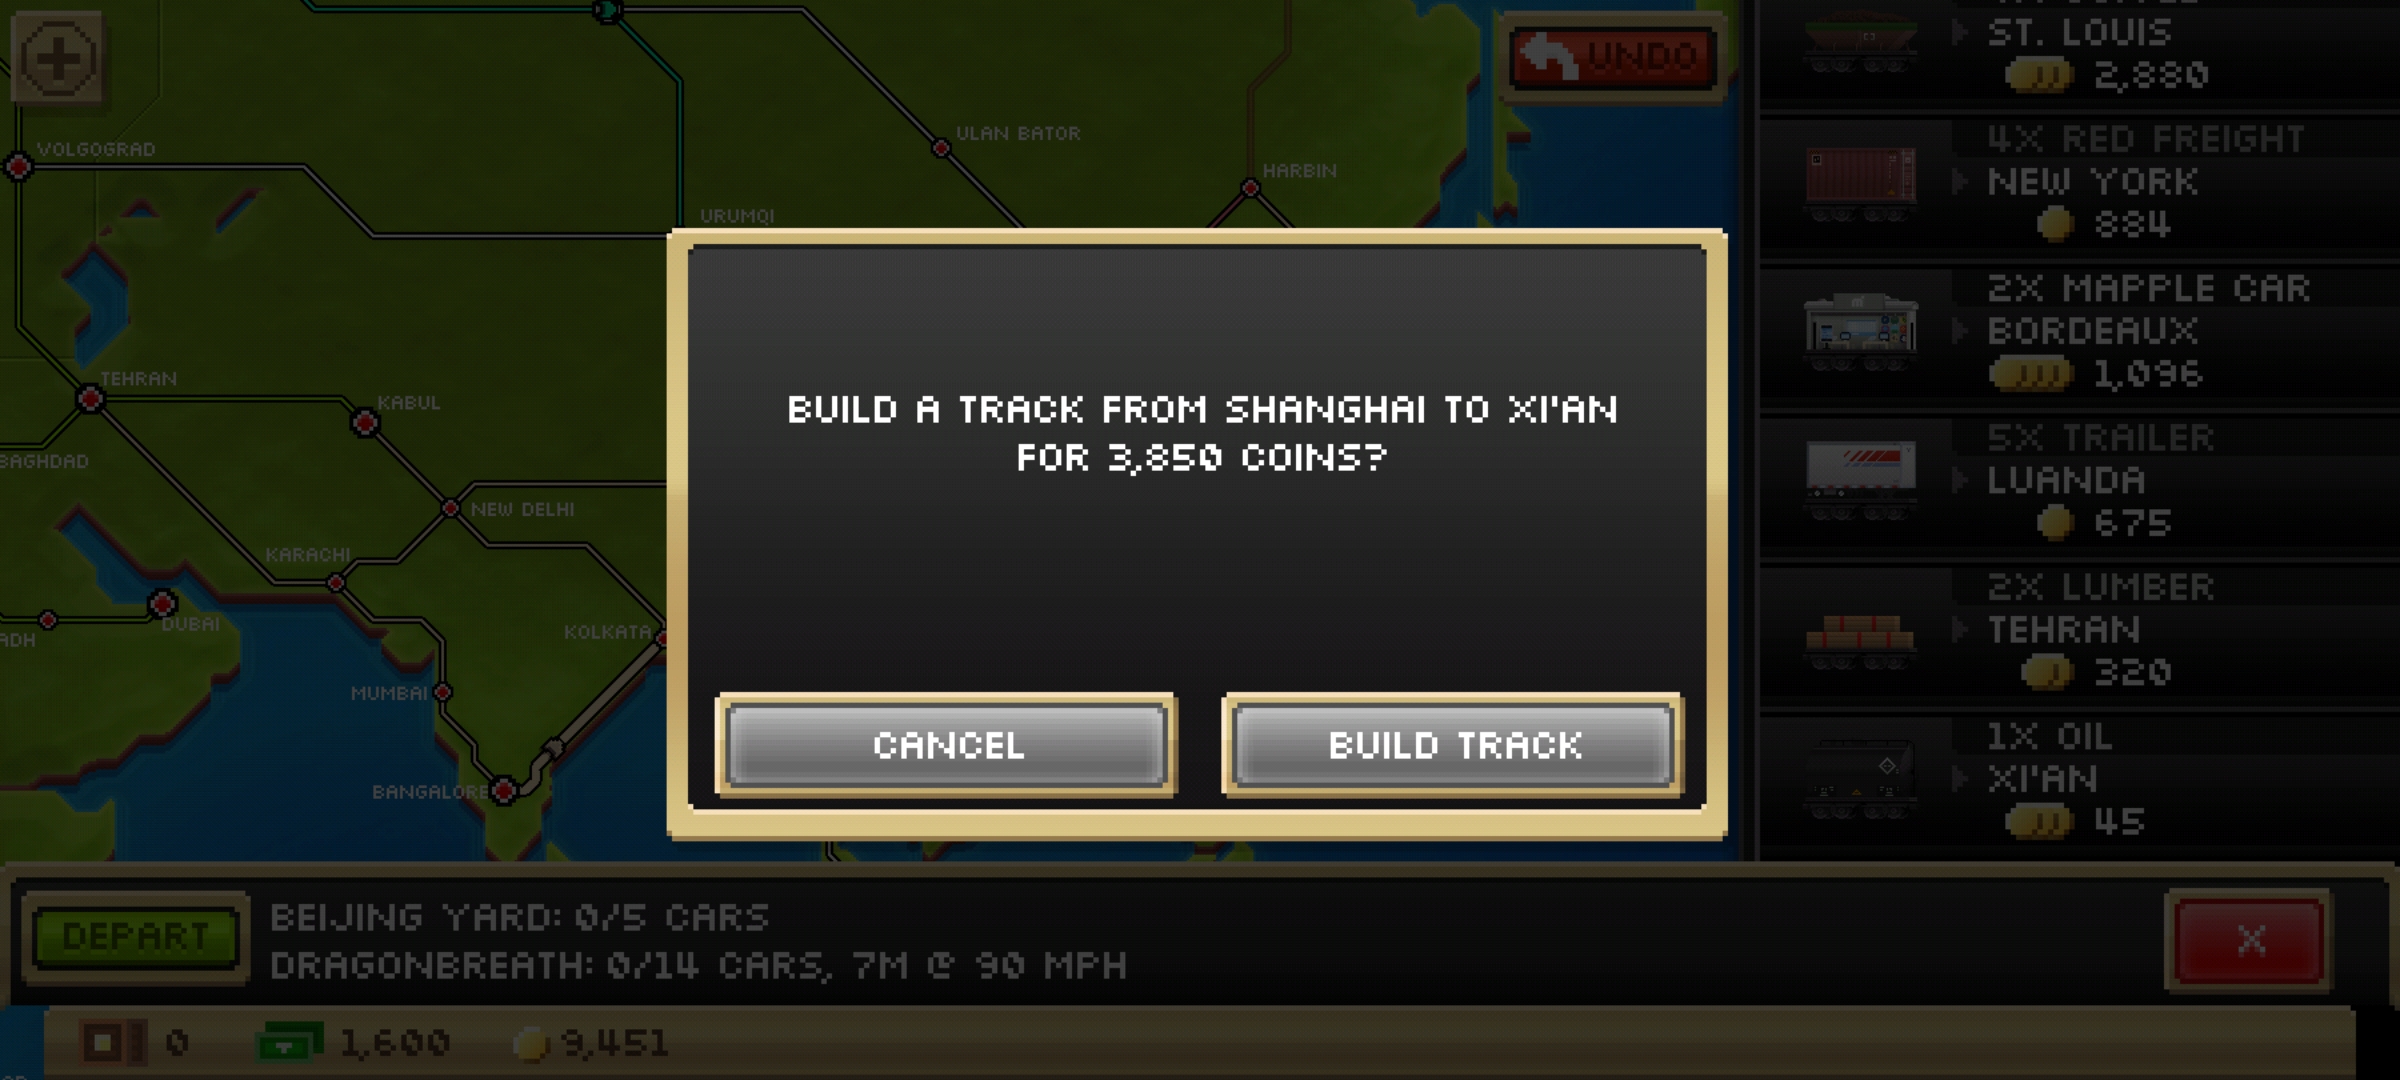 UNDO
VOLGOGRAD
ULAN BATOR
HARBIN
URUMQI
TEHRAN
KABUL
BAGHDAD
NEW DELHI
KARACHI
DUBAI
ADH
KOLKATA
MUMBAI
BANGALORE
BUILD A TRACK FROM SHANGHAI TO XI'AN
FOR 3,850 COINS?
CANCEL
BUILD TRACK
ST. LOUIS
2,880
4X RED FREIGHT
NEW YORK
884
2X MAPPLE CAR
BORDEAUX
1,096
5X TRAILER
LUANDA
675
2X LUMBER
TEHRAN
320
1X OIL
XI'AN
45
DEPART
BEIJING YARD: 0/5 CARS
DRAGONBREATH: 0/14 CARS, 7M @ 90 MPH
X
0
1,600
9,451